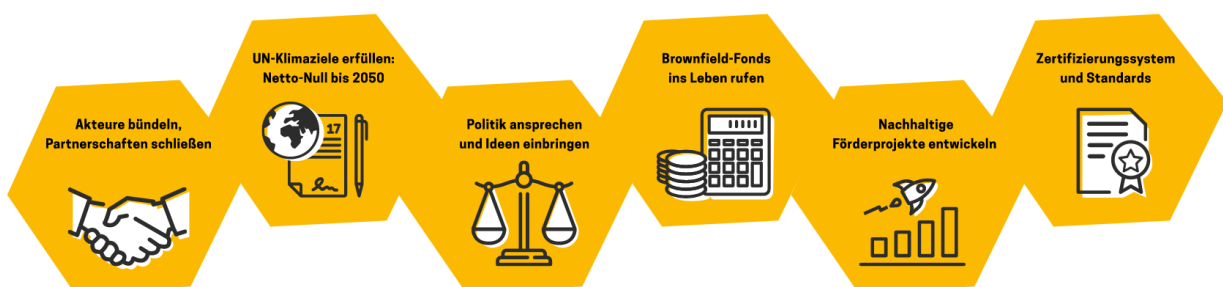 Akteure bündeln,
Partnerschaften schließen
UN-Klimaziele erfüllen:
Netto-Null bis 2050
17
Politik ansprechen
und Ideen einbringen
Brownfield-Fonds
ins Leben rufen
Nachhaltige
Förderprojekte entwickeln
Zertifizierungssystem
und Standards